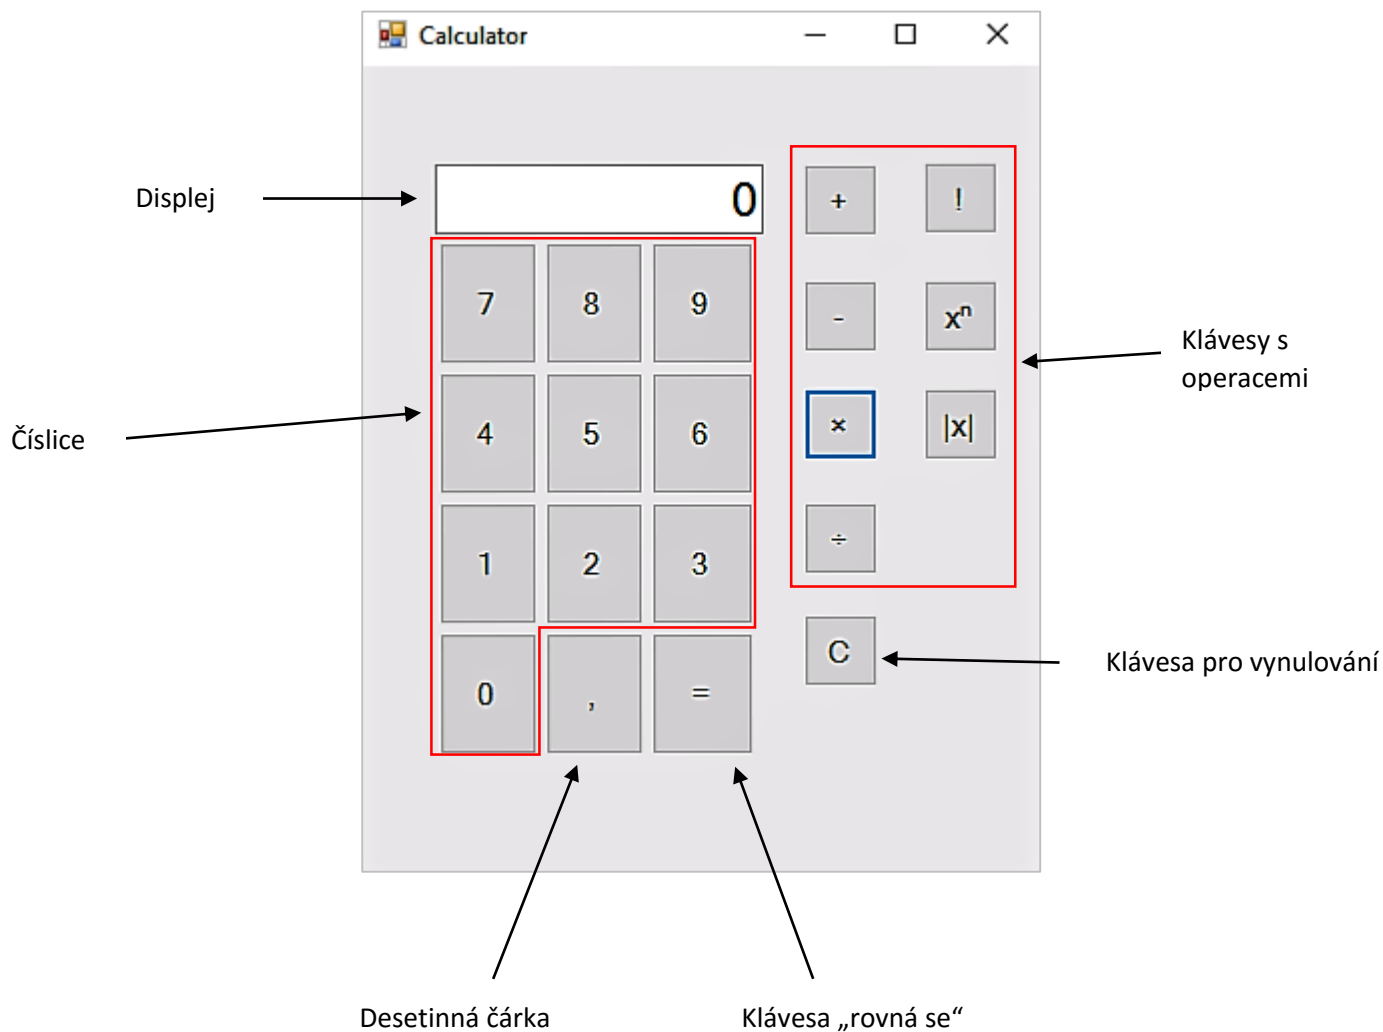 Calculator
Displej
0
+
!
7
8
9
-
xⁿ
Klávesy s
operacemi
Číslice
4
5
6
×
|x|
1
2
3
÷
C
Klávesa pro vynulování
0
,
=
Desetinná čárka
Klávesa „rovná se“